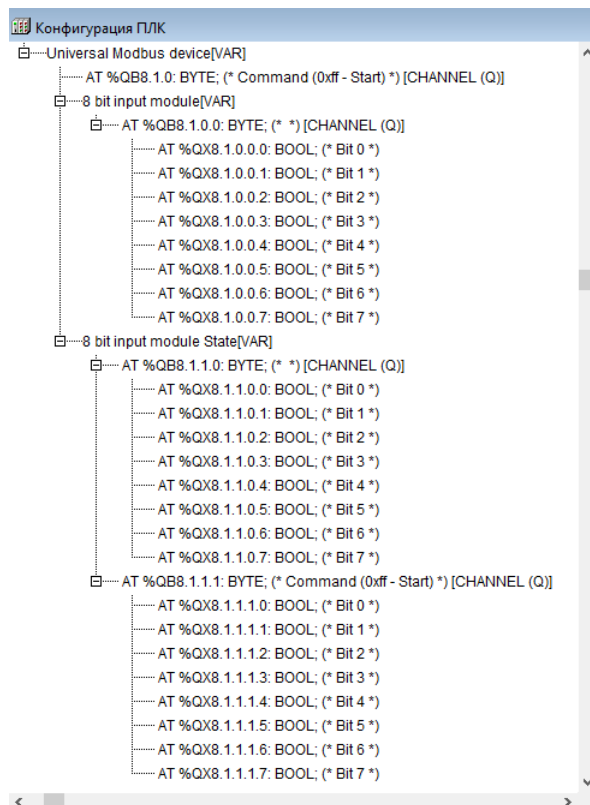 Конфигурация ПЛК
Universal Modbus device[VAR]
AT %QB8.1.0: BYTE; (* Command (0xff - Start) *) [CHANNEL (Q)]
8 bit input module[VAR]
AT %QB8.1.0.0: BYTE; (* *) [CHANNEL (Q)]
AT %QX8.1.0.0.0: BOOL; (* Bit 0 *)
AT %QX8.1.0.0.1: BOOL; (* Bit 1 *)
AT %QX8.1.0.0.2: BOOL; (* Bit 2 *)
AT %QX8.1.0.0.3: BOOL; (* Bit 3 *)
AT %QX8.1.0.0.4: BOOL; (* Bit 4 *)
AT %QX8.1.0.0.5: BOOL; (* Bit 5 *)
AT %QX8.1.0.0.6: BOOL; (* Bit 6 *)
AT %QX8.1.0.0.7: BOOL; (* Bit 7 *)
8 bit input module State[VAR]
AT %QB8.1.1.0: BYTE; (* *) [CHANNEL (Q)]
AT %QX8.1.1.0.0: BOOL; (* Bit 0 *)
AT %QX8.1.1.0.1: BOOL; (* Bit 1 *)
AT %QX8.1.1.0.2: BOOL; (* Bit 2 *)
AT %QX8.1.1.0.3: BOOL; (* Bit 3 *)
AT %QX8.1.1.0.4: BOOL; (* Bit 4 *)
AT %QX8.1.1.0.5: BOOL; (* Bit 5 *)
AT %QX8.1.1.0.6: BOOL; (* Bit 6 *)
AT %QX8.1.1.0.7: BOOL; (* Bit 7 *)
AT %QB8.1.1.1: BYTE; (* Command (0xff - Start) *) [CHANNEL (Q)]
AT %QX8.1.1.1.0: BOOL; (* Bit 0 *)
AT %QX8.1.1.1.1: BOOL; (* Bit 1 *)
AT %QX8.1.1.1.2: BOOL; (* Bit 2 *)
AT %QX8.1.1.1.3: BOOL; (* Bit 3 *)
AT %QX8.1.1.1.4: BOOL; (* Bit 4 *)
AT %QX8.1.1.1.5: BOOL; (* Bit 5 *)
AT %QX8.1.1.1.6: BOOL; (* Bit 6 *)
AT %QX8.1.1.1.7: BOOL; (* Bit 7 *)